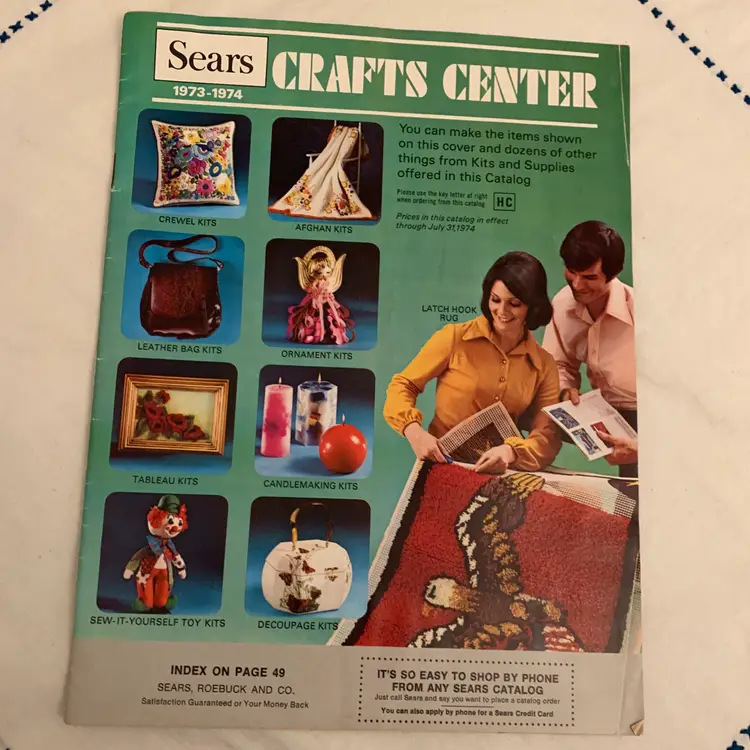 Sears
1973-1974
CRAFTS CENTER
You can make the items shown
on this cover and dozens of other
things from Kits and Supplies
offered in this Catalog
Please use the key letter at right
when ordering from this catalog
HC
Prices in this catalog in effect
through July 31, 1974
CREWEL KITS
AFGHAN KITS
LEATHER BAG KITS
ORNAMENT KITS
LATCH HOOK
RUG
TABLEAU KITS
CANDLEMAKING KITS
SEW-IT-YOURSELF TOY KITS
DECOUPAGE KITS
INDEX ON PAGE 49
SEARS, ROEBUCK AND CO.
Satisfaction Guaranteed or Your Money Back
IT'S SO EASY TO SHOP BY PHONE
FROM ANY SEARS CATALOG
Just call Sears and say you want to place a catalog order
You can also apply by phone for a Sears Credit Card